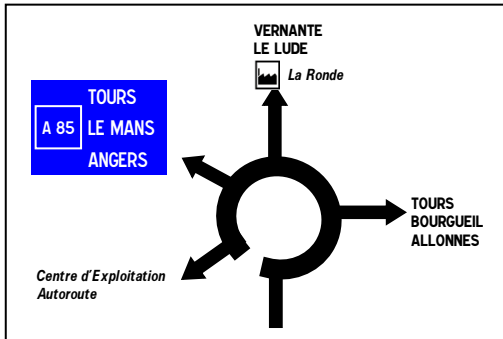 VERNANTE
LE LUDE
La Ronde
A 85
TOURS
LE MANS
ANGERS
TOURS
BOURGUEIL
ALLONNES
Centre d'Exploitation
Autoroute